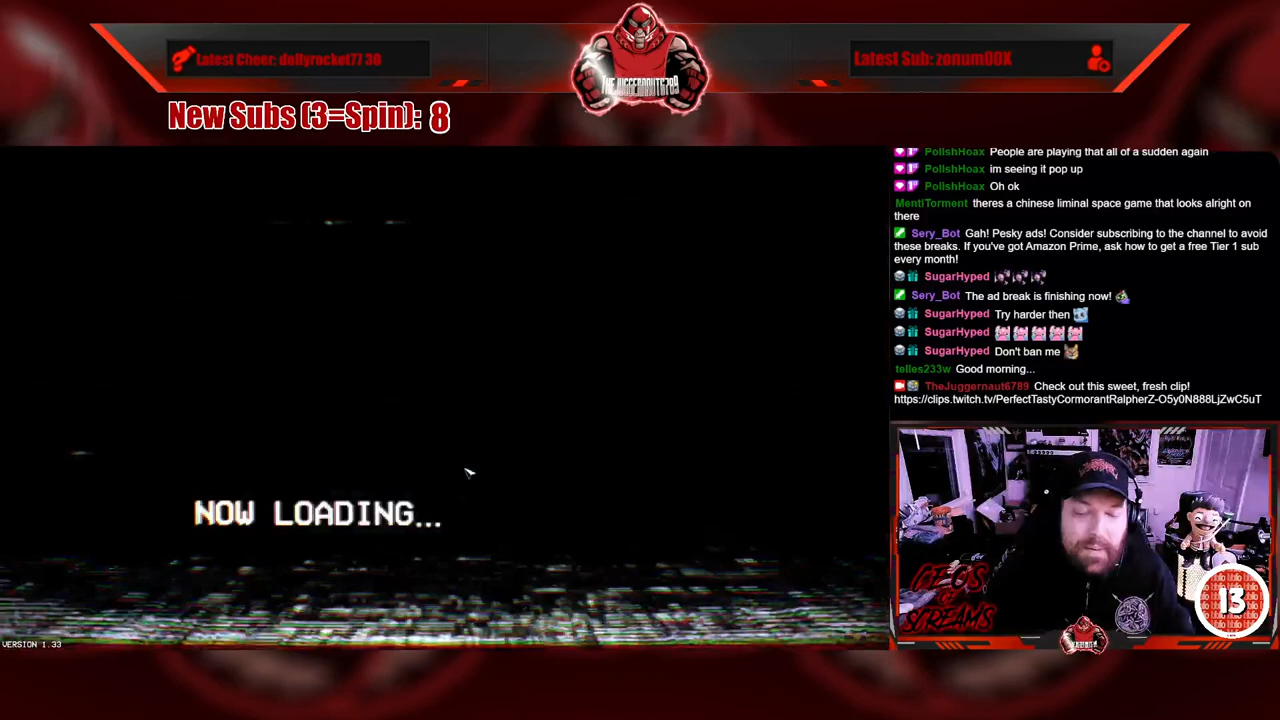 Latest Cheer: dollyrocket77 30
THEJUGGERNAUT6789
Latest Sub: zonum00X
New Subs (3=Spin): 8
PolishHoax People are playing that all of a sudden again
PolishHoax im seeing it pop up
PolishHoax Oh ok
MentiTorment theres a chinese liminal space game that looks alright on
there
Sery_Bot Gah! Pesky ads! Consider subscribing to the channel to avoid
these breaks. If you've got Amazon Prime, ask how to get a free Tier 1 sub
every month!
SugarHyped
Sery_Bot The ad break is finishing now!
SugarHyped Try harder then
SugarHyped
SugarHyped Don't ban me
telles233w Good morning...
TheJuggernaut6789 Check out this sweet, fresh clip!
https://clips.twitch.tv/PerfectTastyCormorantRalpherZ-O5y0N888LjZwC5uT
NOW LOADING...
VERSION 1.33
SCREAMS
13